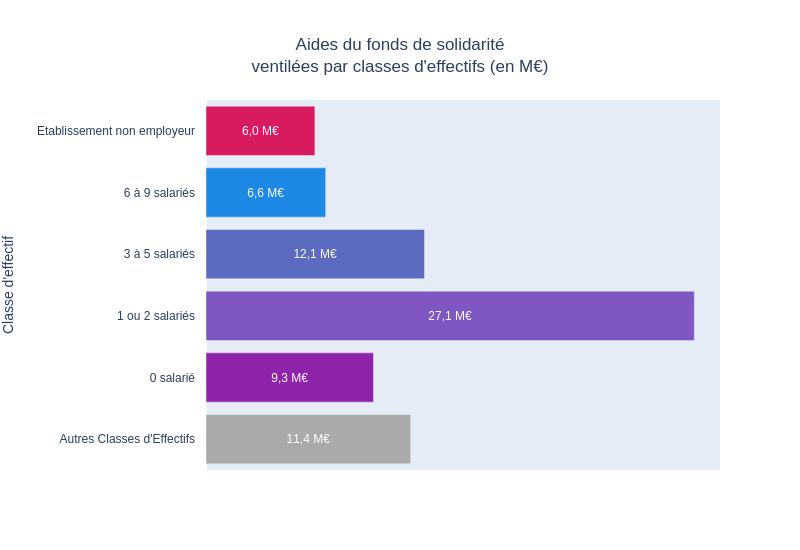 Aides du fonds de solidarité
ventilées par classes d'effectifs (en M€)
Classe d'effectif
Etablissement non employeur
6,0 M€
6 à 9 salariés
6,6 M€
3 à 5 salariés
12,1 M€
1 ou 2 salariés
27,1 M€
0 salarié
9,3 M€
Autres Classes d'Effectifs
11,4 M€